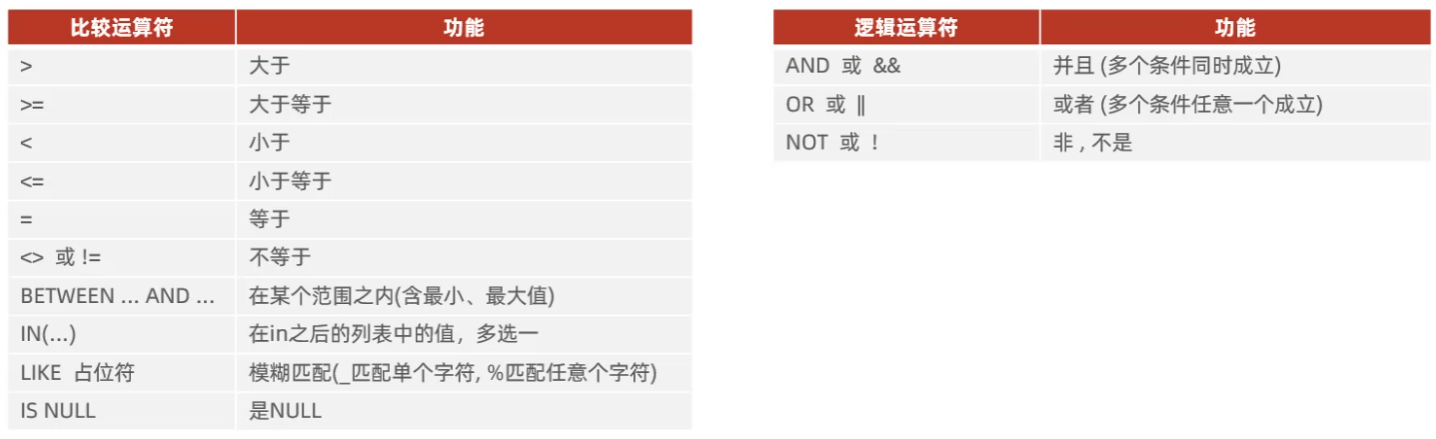 比较运算符 功能
> 大于
>= 大于等于
< 小于
<= 小于等于
= 等于
<> 或 != 不等于
BETWEEN ... AND ... 在某个范围之内(含最小、最大值)
IN(...) 在in之后的列表中的值，多选一
LIKE 占位符 模糊匹配(_匹配单个字符, %匹配任意个字符)
IS NULL 是NULL
逻辑运算符 功能
AND 或 && 并且 (多个条件同时成立)
OR 或 || 或者 (多个条件任意一个成立)
NOT 或 ! 非 , 不是